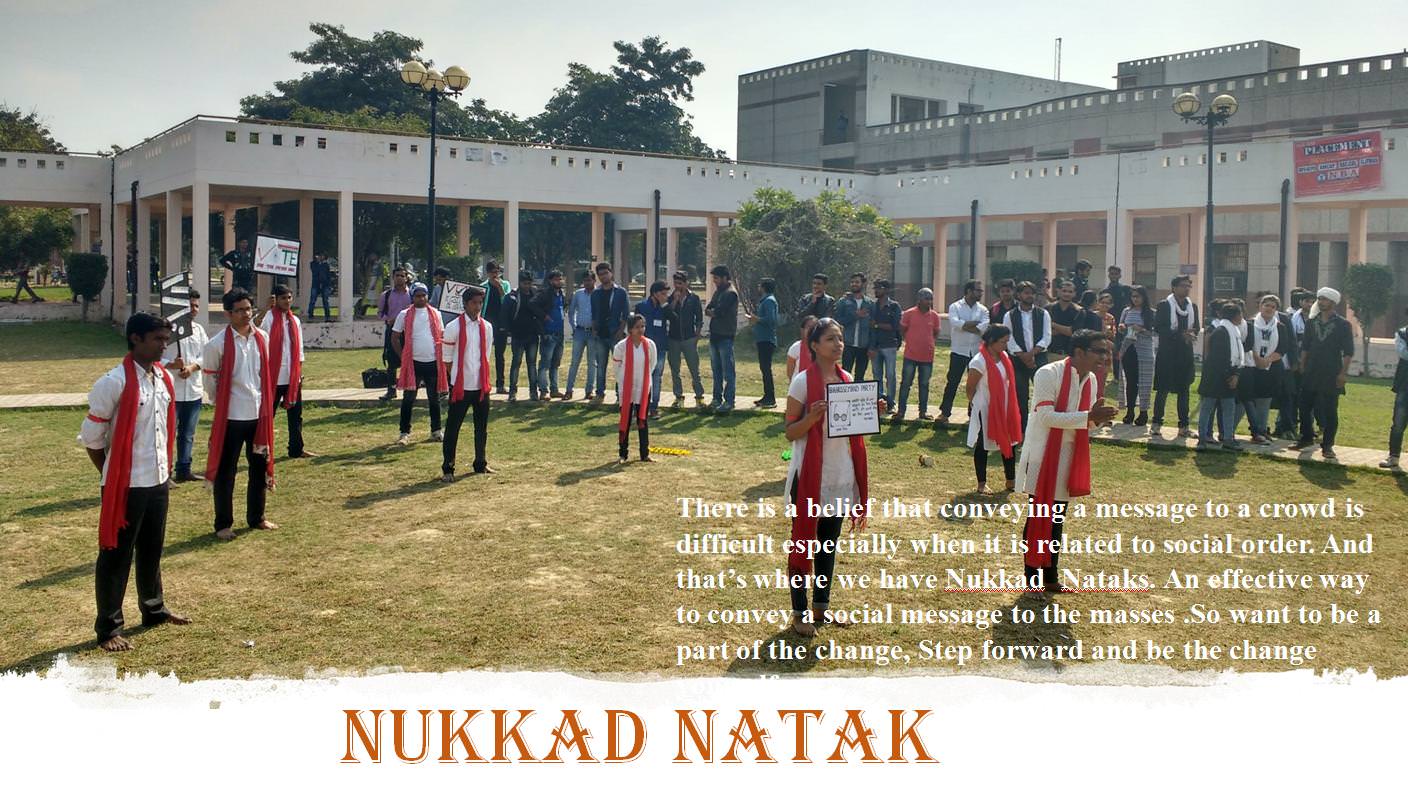 PLACEMENT
NBA
VOTE
BHAROSEMAND PARTY
There is a belief that conveying a message to a crowd is
difficult especially when it is related to social order. And
that’s where we have Nukkad  Nataks. An effective way
to convey a social message to the masses .So want to be a
part of the change, Step forward and be the change
NUKKAD NATAK